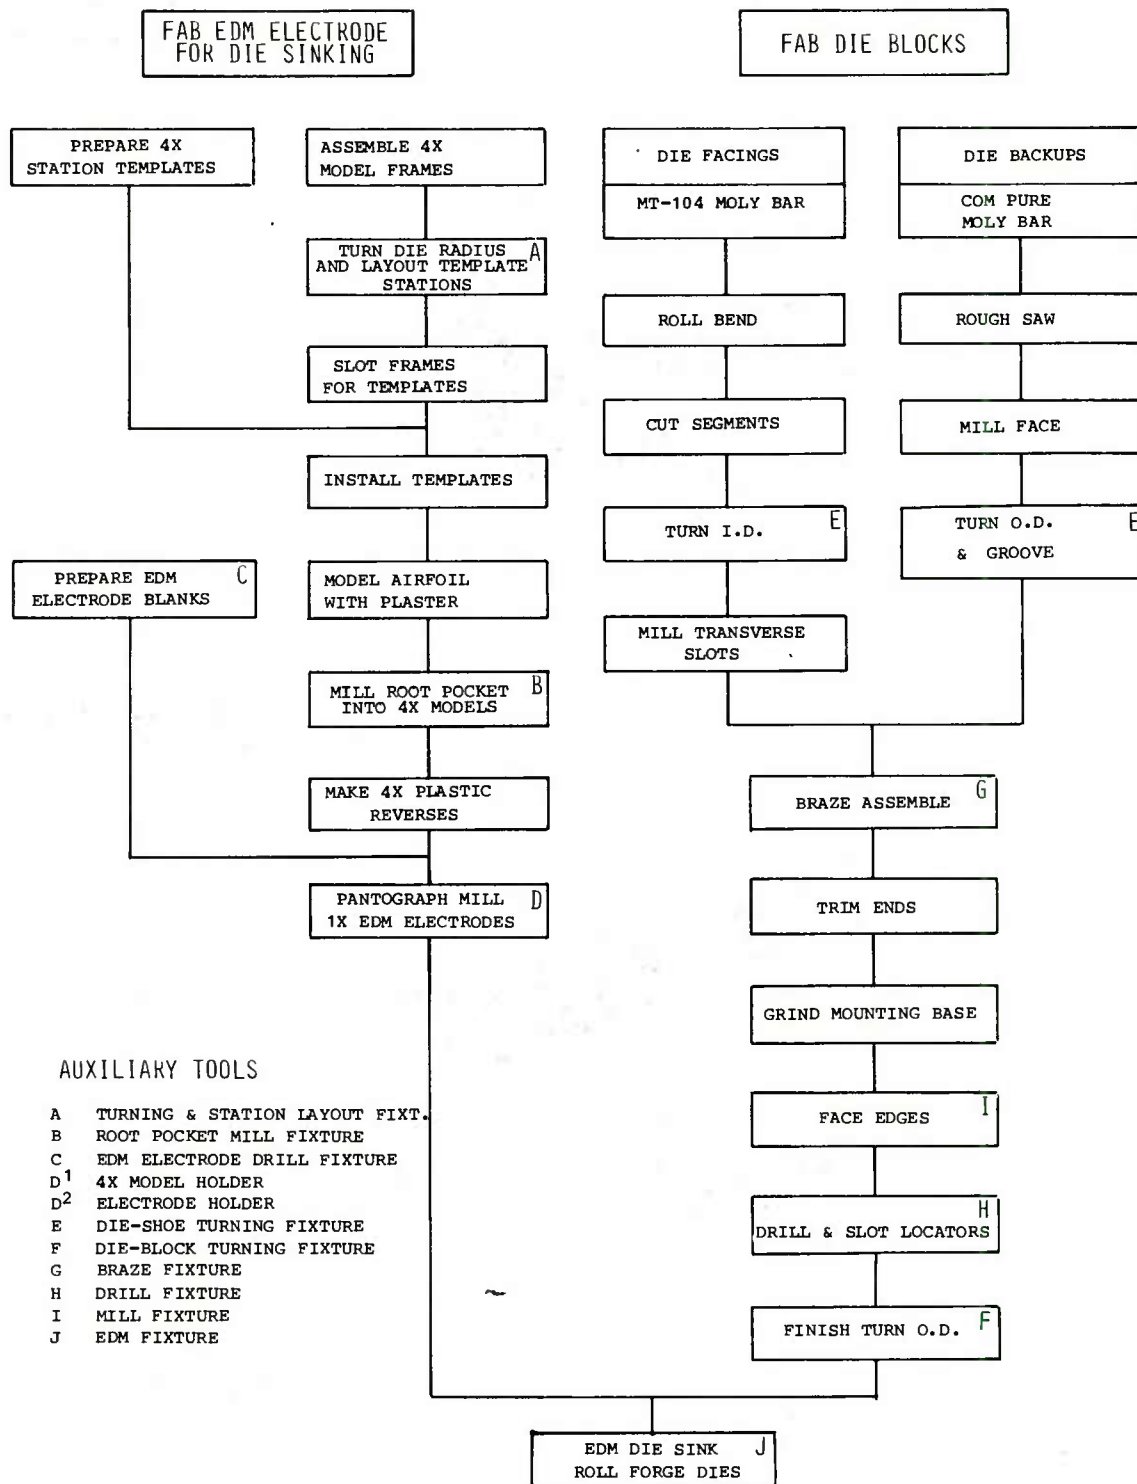 FAB EDM ELECTRODE
FOR DIE SINKING
FAB DIE BLOCKS
PREPARE 4X
STATION TEMPLATES
ASSEMBLE 4X
MODEL FRAMES
DIE FACINGS
MT-104 MOLY BAR
DIE BACKUPS
COM PURE
MOLY BAR
TURN DIE RADIUS A
AND LAYOUT TEMPLATE
STATIONS
ROLL BEND
ROUGH SAW
SLOT FRAMES
FOR TEMPLATES
CUT SEGMENTS
MILL FACE
INSTALL TEMPLATES
TURN I.D. E
TURN O.D. E
& GROOVE
PREPARE EDM C
ELECTRODE BLANKS
MODEL AIRFOIL
WITH PLASTER
MILL TRANSVERSE
SLOTS
MILL ROOT POCKET B
INTO 4X MODELS
MAKE 4X PLASTIC
REVERSES
BRAZE ASSEMBLE G
PANTOGRAPH MILL D
1X EDM ELECTRODES
TRIM ENDS
GRIND MOUNTING BASE
FACE EDGES I
DRILL & SLOT LOCATORS H
FINISH TURN O.D. F
AUXILIARY TOOLS
A TURNING & STATION LAYOUT FIXT.
B ROOT POCKET MILL FIXTURE
C EDM ELECTRODE DRILL FIXTURE
D1 4X MODEL HOLDER
D2 ELECTRODE HOLDER
E DIE-SHOE TURNING FIXTURE
F DIE-BLOCK TURNING FIXTURE
G BRAZE FIXTURE
H DRILL FIXTURE
I MILL FIXTURE
J EDM FIXTURE
EDM DIE SINK J
ROLL FORGE DIES